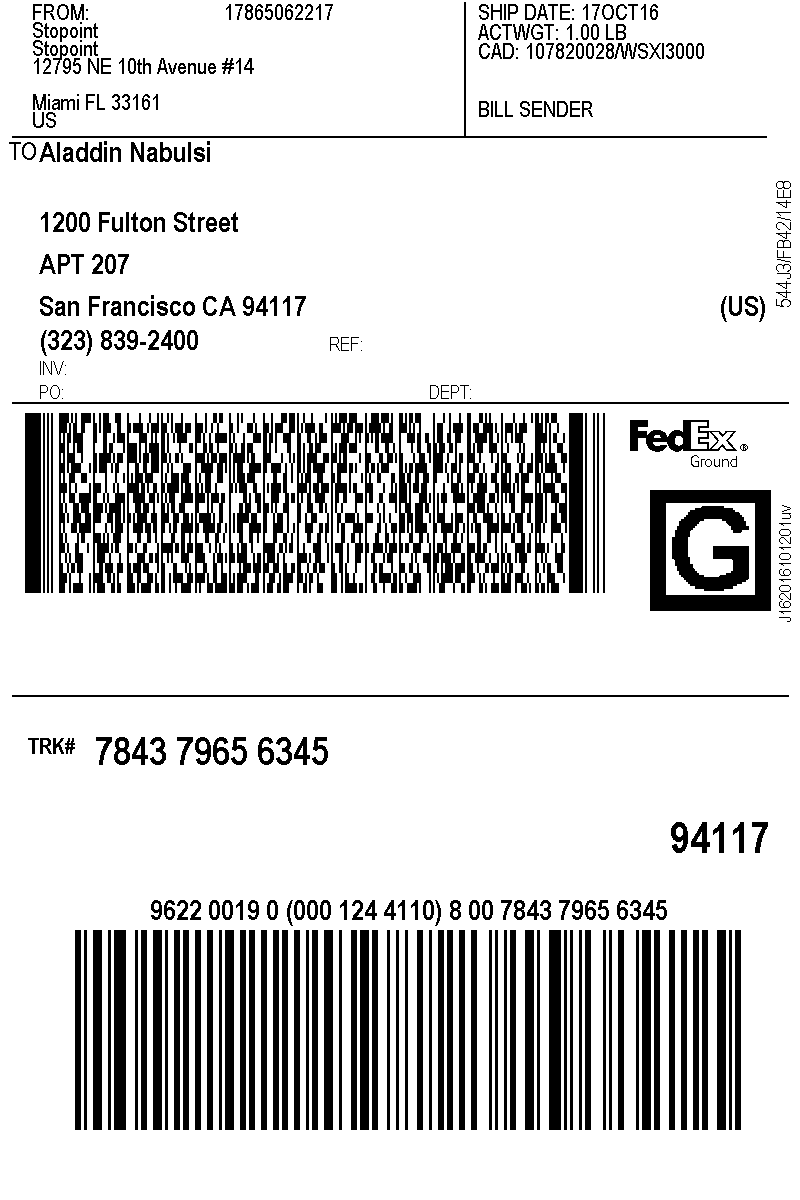 FROM: 17865062217
Stopoint
Stopoint
12795 NE 10th Avenue #14
Miami FL 33161
US
SHIP DATE: 17OCT16
ACTWGT: 1.00 LB
CAD: 107820028/WSXI3000
BILL SENDER
TO Aladdin Nabulsi
1200 Fulton Street
APT 207
San Francisco CA 94117 (US)
(323) 839-2400 REF:
INV:
PO: DEPT:
544J3/FB42/14E8
FedEx®
Ground
G
J162016101201uv
TRK# 7843 7965 6345
94117
9622 0019 0 (000 124 4110) 8 00 7843 7965 6345